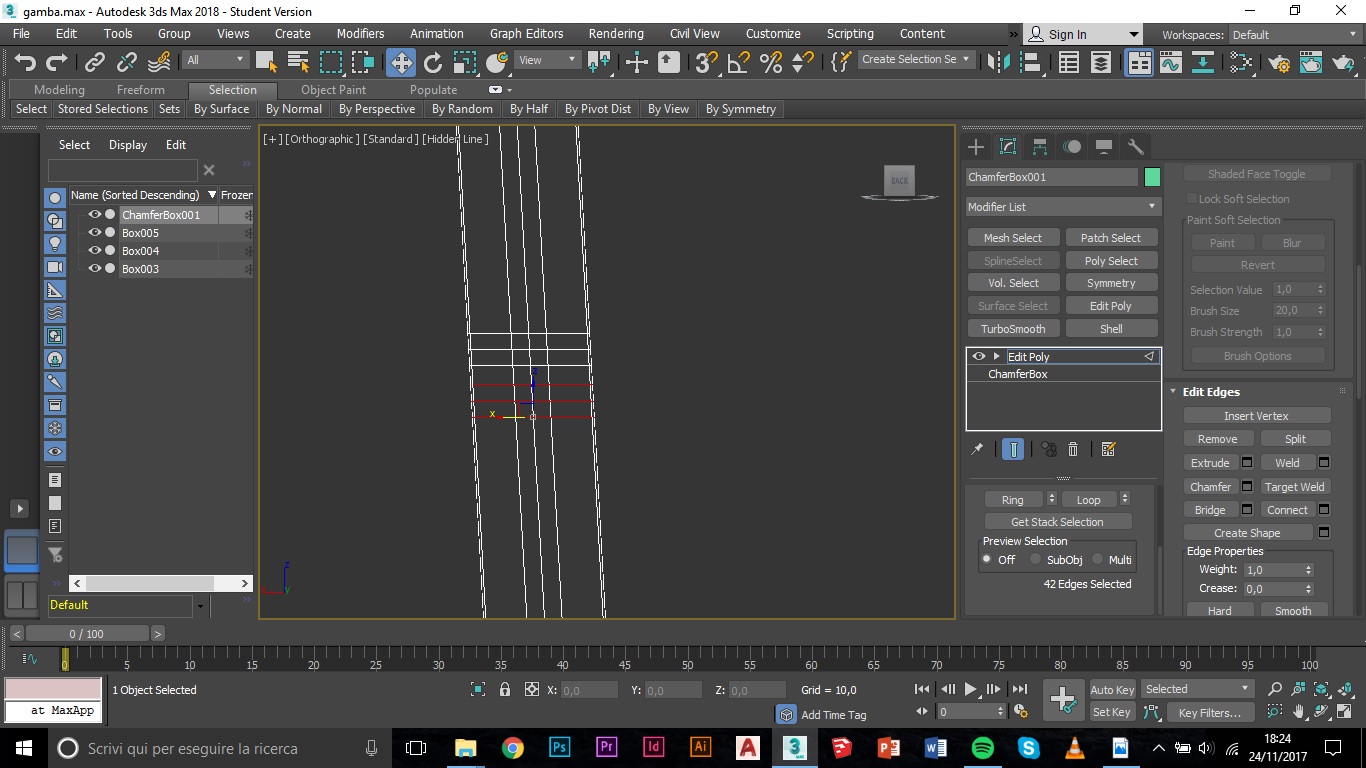 gamba.max - Autodesk 3ds Max 2018 - Student Version
File Edit Tools Group Views Create Modifiers Animation Graph Editors Rendering Civil View Customize Scripting Content » Sign In Workspaces: Default
All View Create Selection Se
Modeling Freeform Selection Object Paint Populate
Select Stored Selections Sets By Surface By Normal By Perspective By Random By Half By Pivot Dist By View By Symmetry
Select Display Edit
Name (Sorted Descending) Frozen
ChamferBox001
Box005
Box004
Box003
Default
[+] [Orthographic ] [Standard ] [Hidden Line ]
BACK
z
x
z
y
ChamferBox001
Modifier List
Mesh Select Patch Select
SplineSelect Poly Select
Vol. Select Symmetry
Surface Select Edit Poly
TurboSmooth Shell
Edit Poly
ChamferBox
Ring Loop
Get Stack Selection
Preview Selection
Off SubObj Multi
42 Edges Selected
Shaded Face Toggle
Lock Soft Selection
Paint Soft Selection
Paint Blur
Revert
Selection Value 1,0
Brush Size 20,0
Brush Strength 1,0
Brush Options
Edit Edges
Insert Vertex
Remove Split
Extrude Weld
Chamfer Target Weld
Bridge Connect
Create Shape
Edge Properties
Weight: 1,0
Crease: 0,0
Hard Smooth
< 0 / 100 >
0 5 10 15 20 25 30 35 40 45 50 55 60 65 70 75 80 85 90 95 100
1 Object Selected X: 0,0 Y: 0,0 Z: 0,0 Grid = 10,0 Auto Key Selected
at MaxApp Add Time Tag 0 Set Key Key Filters...
Scrivi qui per eseguire la ricerca
Ps Pr Id Ai A 3 MAX P W S
18:24
24/11/2017